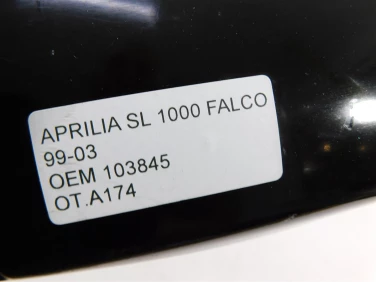 APRILIA SL 1000 FALCO
99-03
OEM 103845
OT.A174